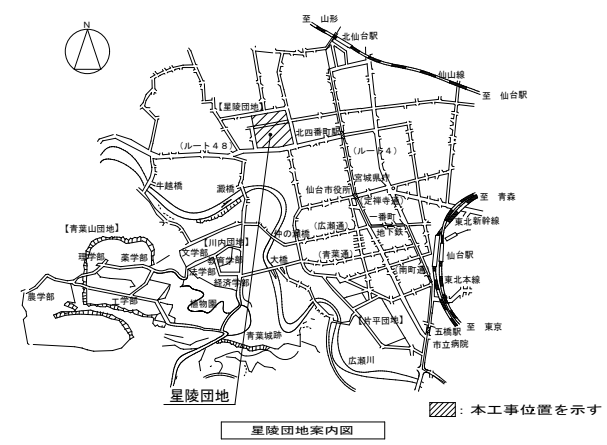 至 山形
N
北仙台駅
仙山線
至 仙台駅
【星陵団地】
北四番町駅
(ルート48)
(ルート4)
宮城県庁
牛越橋
澱橋
仙台市役所
(定禅寺通)
至 青森
一番町
東北新幹線
【青葉山団地】
(広瀬通)
地下鉄
仲の瀬橋
【川内団地】
文学部
仙台駅
理学部
薬学部
教育学部
大橋
(青葉通)
法学部
南町通
経済学部
東北本線
農学部
工学部
植物園
【片平団地】
五橋駅
至 東京
青葉城跡
市立病院
広瀬川
星陵団地
:本工事位置を示す
星陵団地案内図